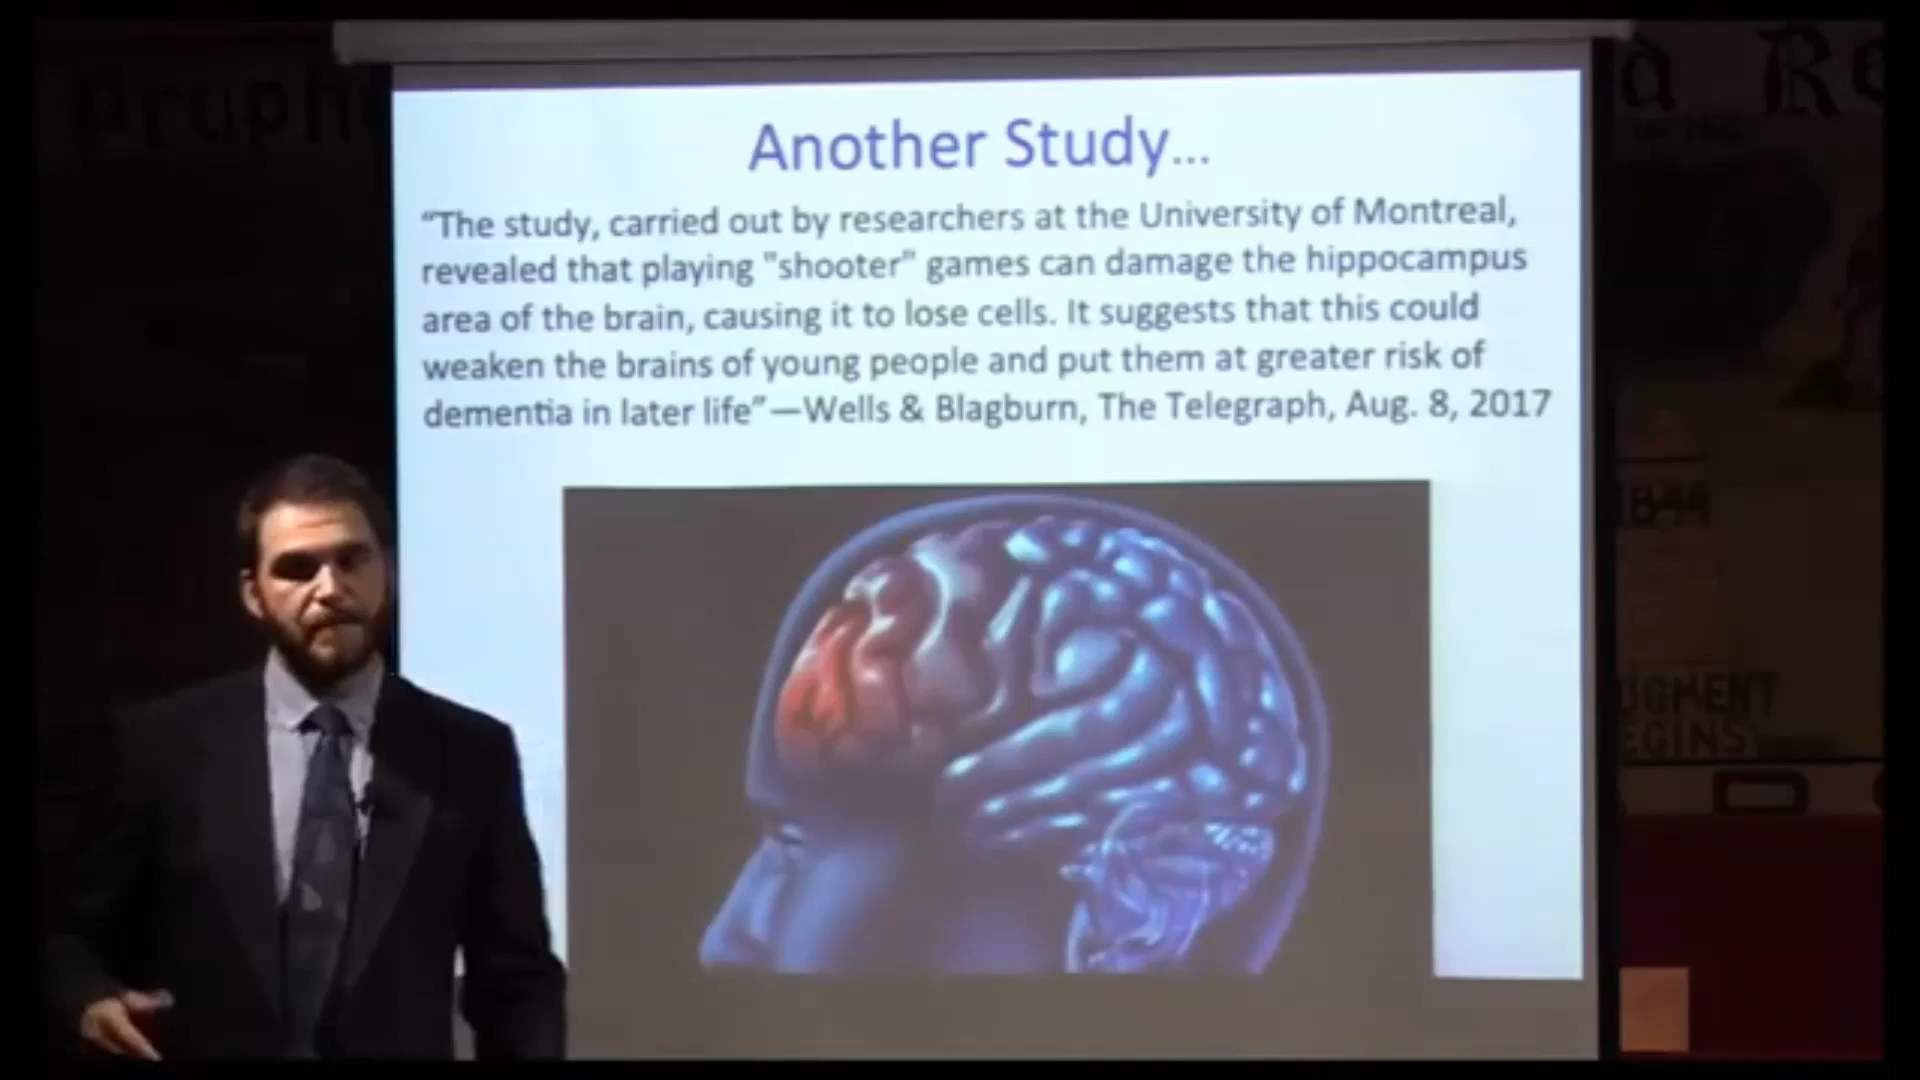 Another Study...
“The study, carried out by researchers at the University of Montreal,
revealed that playing "shooter" games can damage the hippocampus
area of the brain, causing it to lose cells. It suggests that this could
weaken the brains of young people and put them at greater risk of
dementia in later life”—Wells & Blagburn, The Telegraph, Aug. 8, 2017
1844